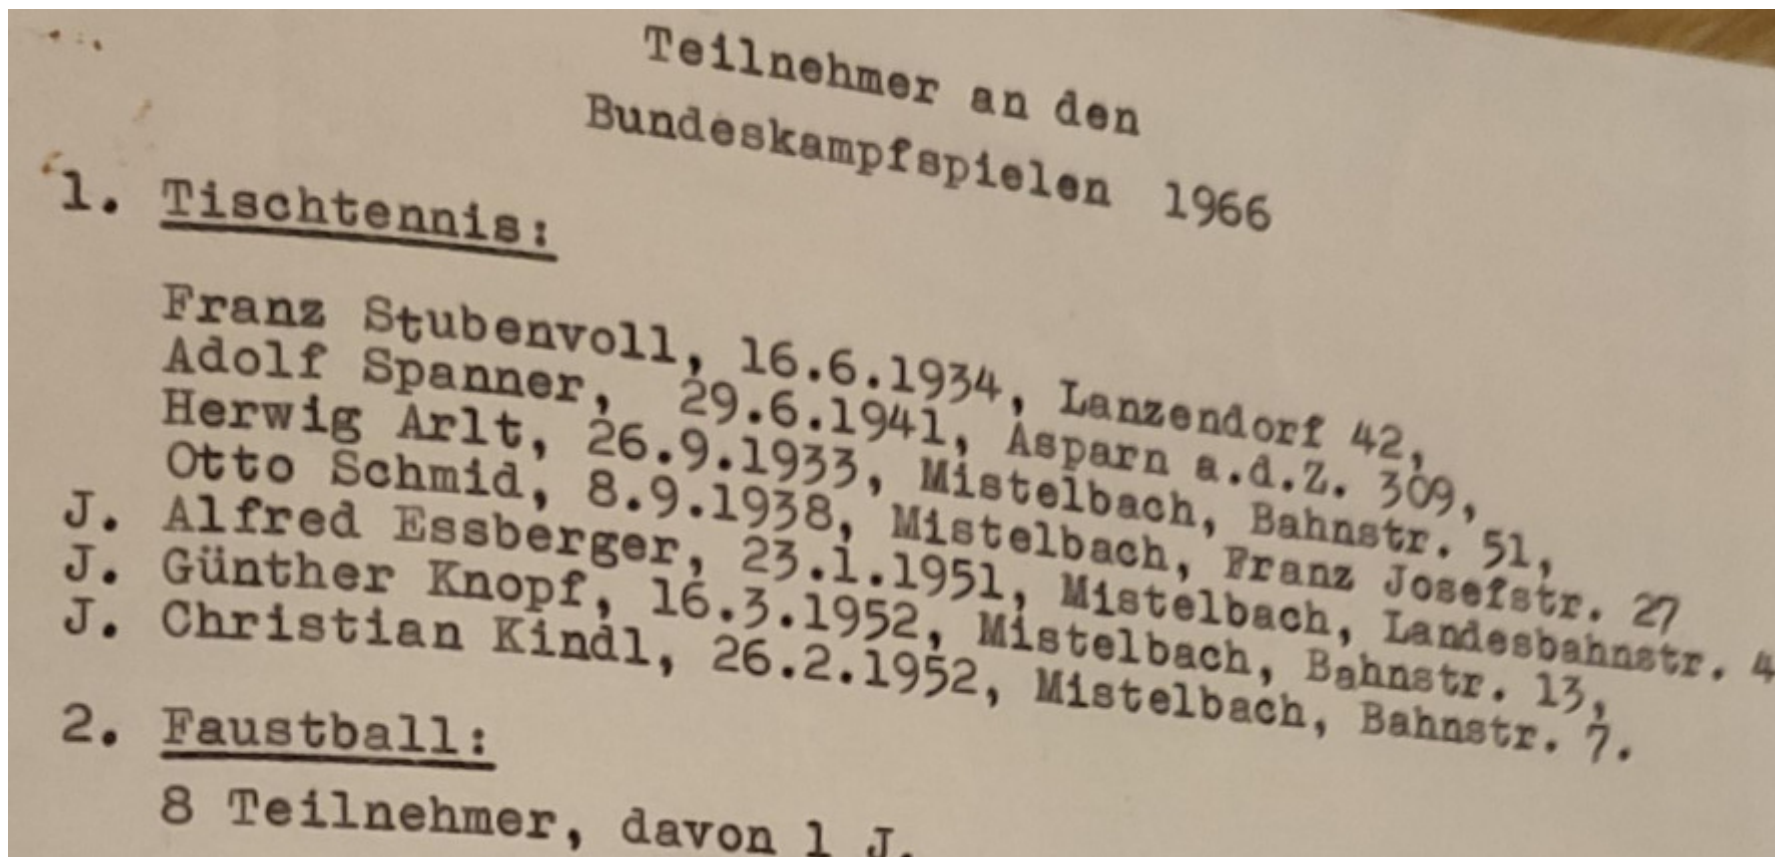 Teilnehmer an den
Bundeskampfspielen 1966
1. Tischtennis:
Franz Stubenvoll, 16.6.1934, Lanzendorf 42,
Adolf Spanner, 29.6.1941, Asparn a.d.Z. 309,
Herwig Arlt, 26.9.1933, Mistelbach, Bahnstr. 51,
Otto Schmid, 8.9.1938, Mistelbach, Franz Josefstr. 27
J. Alfred Essberger, 23.1.1951, Mistelbach, Landesbahnstr. 4
J. Günther Knopf, 16.3.1952, Mistelbach, Bahnstr. 13,
J. Christian Kindl, 26.2.1952, Mistelbach, Bahnstr. 7.
2. Faustball:
8 Teilnehmer, davon 1 J.